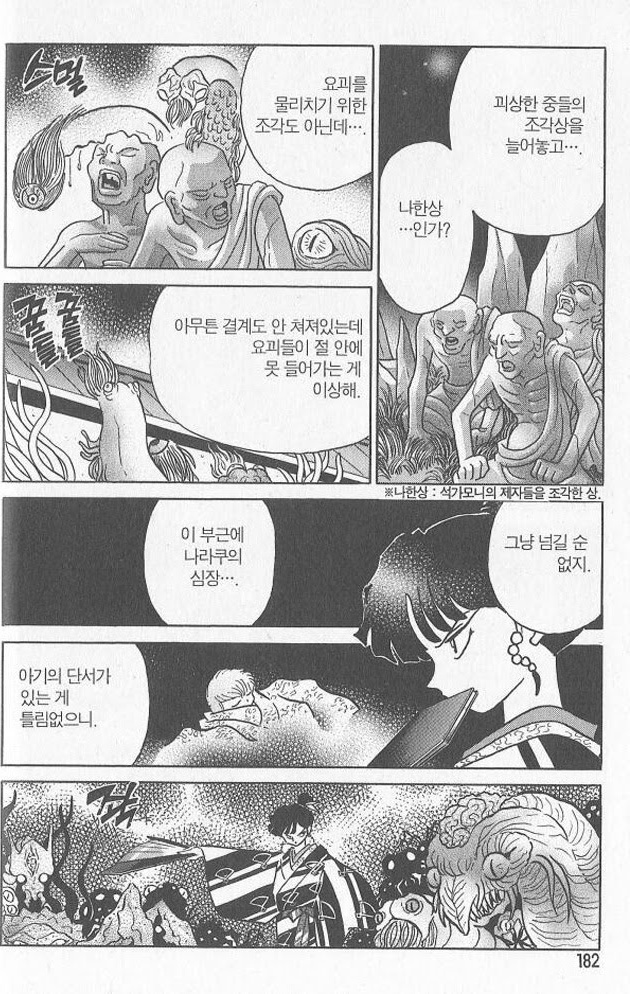 괴상한 중들의
조각상을
늘어놓고….
나한상
…인가?
※나한상 : 석가모니의 제자들을 조각한 상.
요괴를
물리치기 위한
조각도 아닌데….
스멀
아무튼 결계도 안 쳐져있는데
요괴들이 절 안에
못 들어가는 게
이상해.
꿈틀
꿈틀
그냥 넘길 순
없지.
이 부근에
나라쿠의
심장….
아기의 단서가
있는 게
틀림없으니.
182